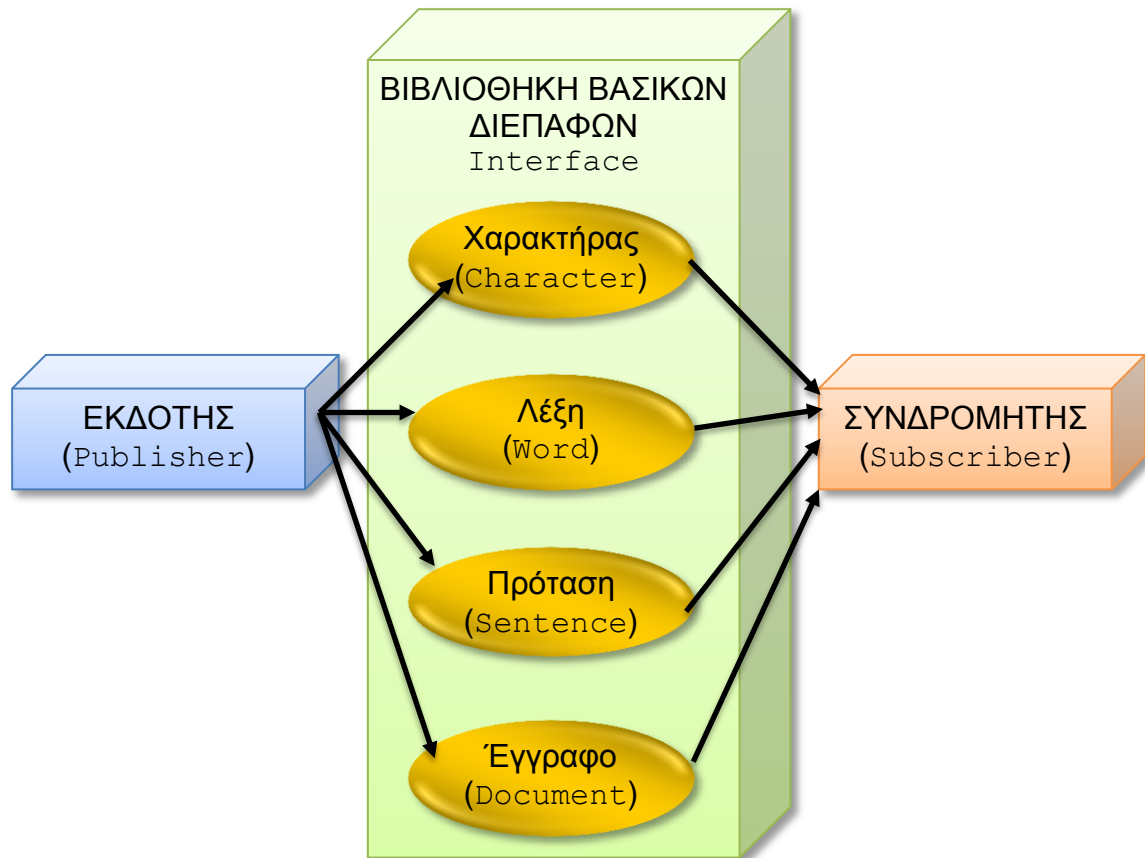 ΒΙΒΛΙΟΘΗΚΗ ΒΑΣΙΚΩΝ
ΔΙΕΠΑΦΩΝ
Interface
Χαρακτήρας
(Character)
Λέξη
(Word)
Πρόταση
(Sentence)
Έγγραφο
(Document)
ΕΚΔΟΤΗΣ
(Publisher)
ΣΥΝΔΡΟΜΗΤΗΣ
(Subscriber)